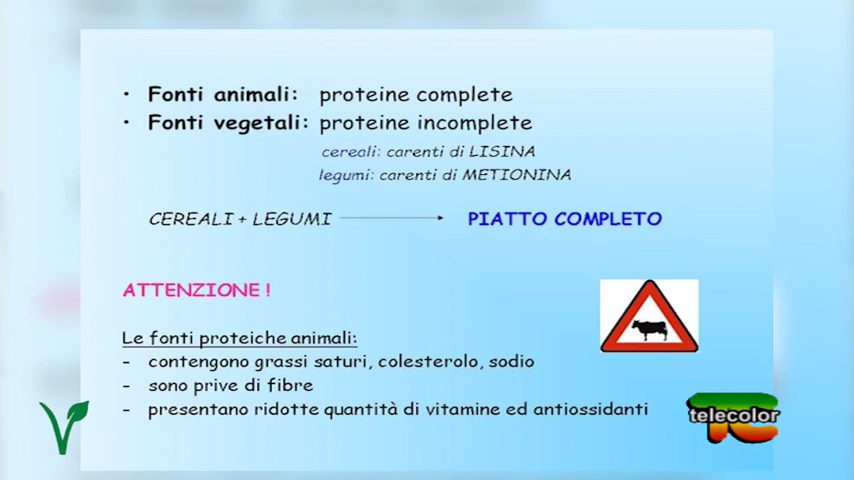 • Fonti animali: proteine complete
• Fonti vegetali: proteine incomplete
cereali: carenti di LISINA
legumi: carenti di METIONINA
CEREALI + LEGUMI → PIATTO COMPLETO
ATTENZIONE !
Le fonti proteiche animali:
- contengono grassi saturi, colesterolo, sodio
- sono prive di fibre
- presentano ridotte quantità di vitamine ed antiossidanti
telecolor